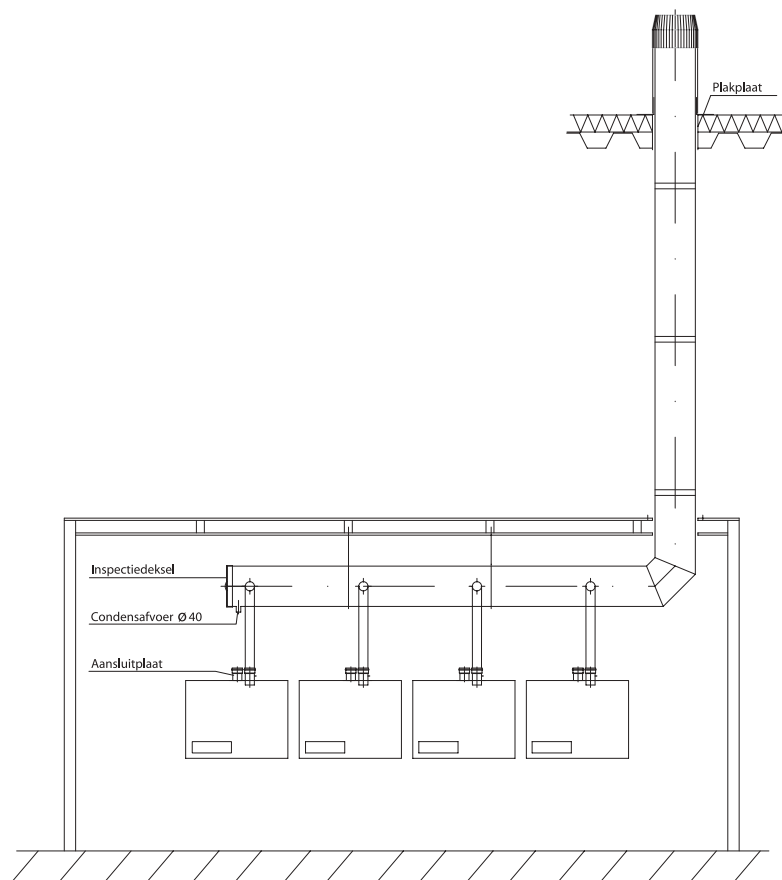 Plakplaat
Inspectiedeksel
Condensafvoer Ø 40
Aansluitplaat